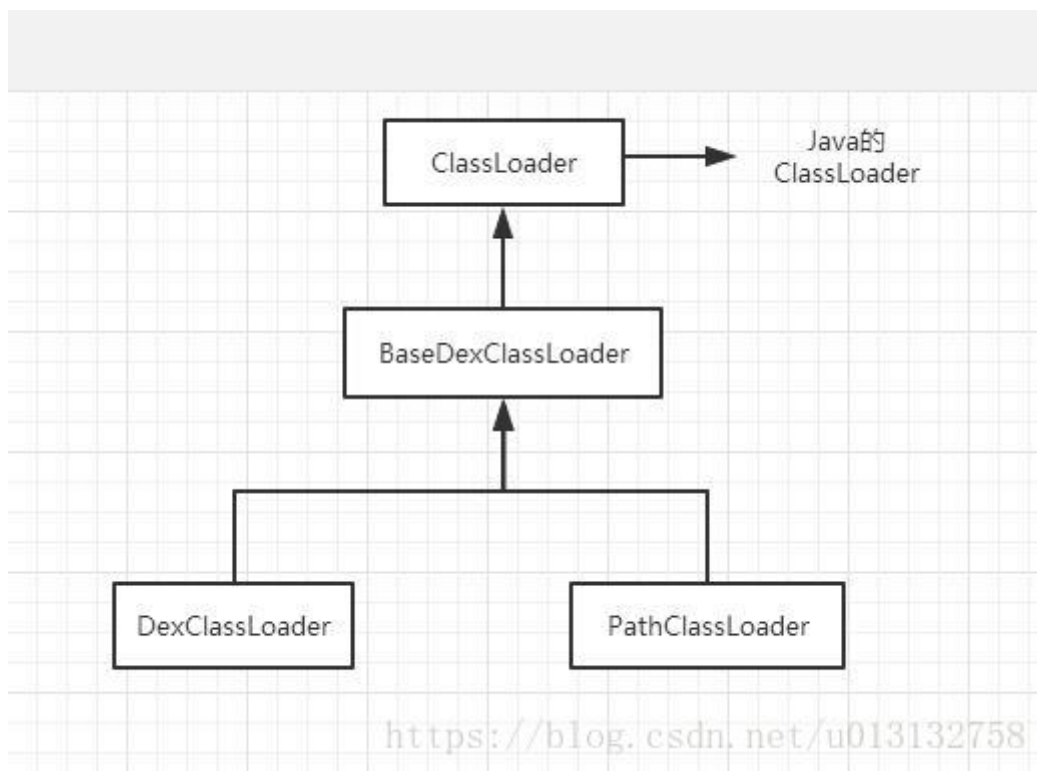 ClassLoader
Java的
ClassLoader
BaseDexClassLoader
DexClassLoader
PathClassLoader
https://blog.csdn.net/u013132758